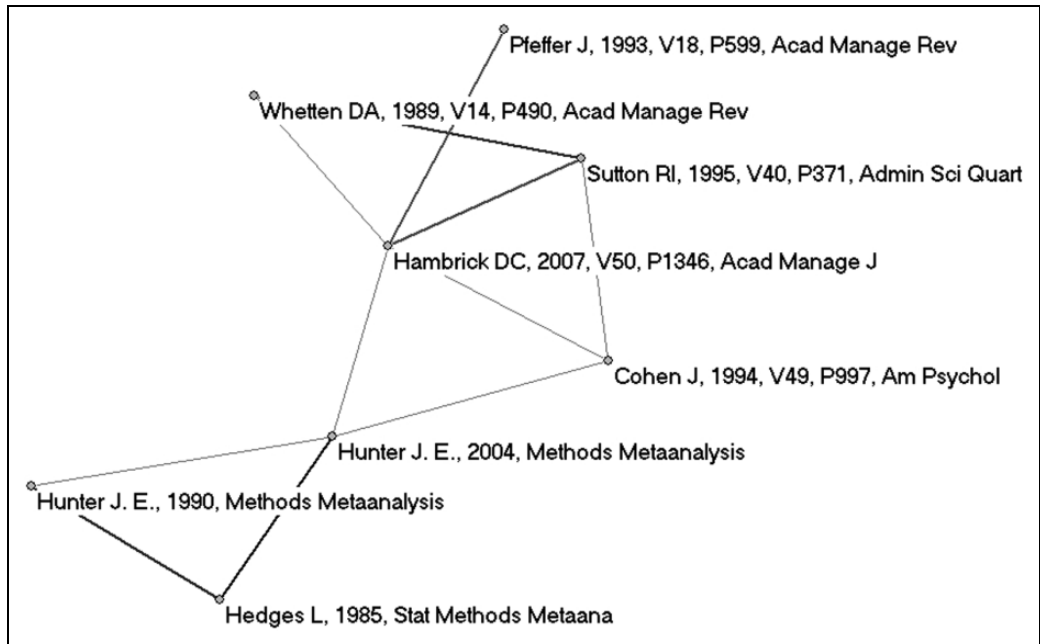 Pfeffer J, 1993, V18, P599, Acad Manage Rev
Whetten DA, 1989, V14, P490, Acad Manage Rev
Sutton RI, 1995, V40, P371, Admin Sci Quart
Hambrick DC, 2007, V50, P1346, Acad Manage J
Cohen J, 1994, V49, P997, Am Psychol
Hunter J. E., 2004, Methods Metaanalysis
Hunter J. E., 1990, Methods Metaanalysis
Hedges L, 1985, Stat Methods Metaana